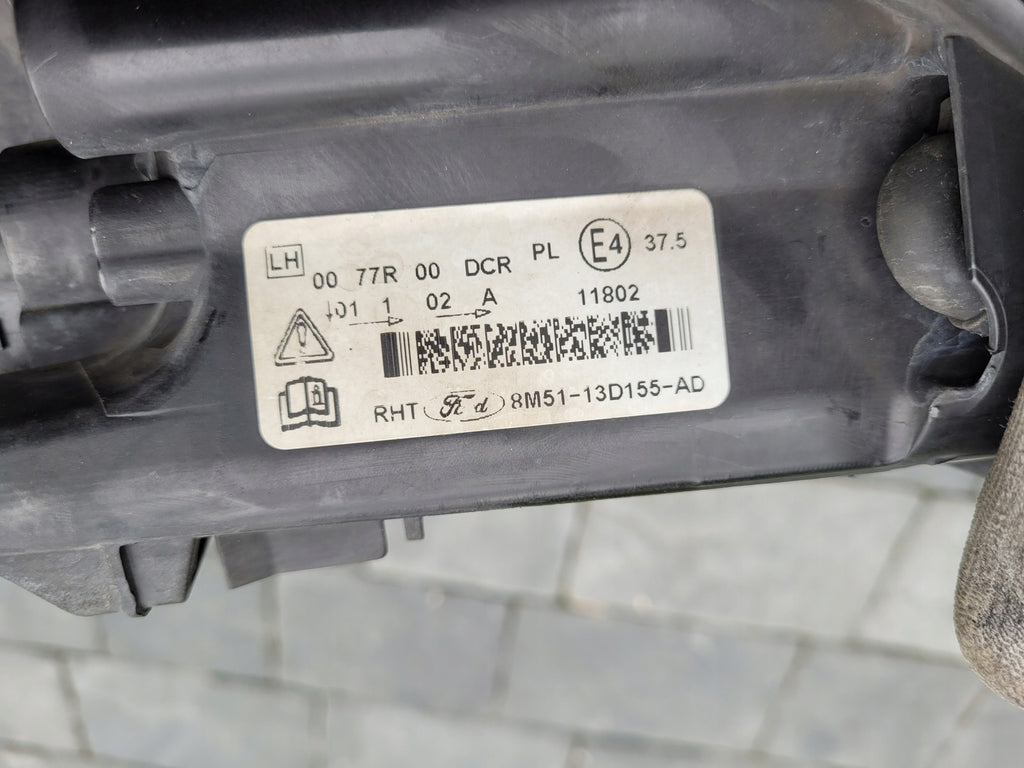 LH 00 77R 00 DCR PL E4 37.5
01 1 02 A 11802
RHT Ford 8M51-13D155-AD